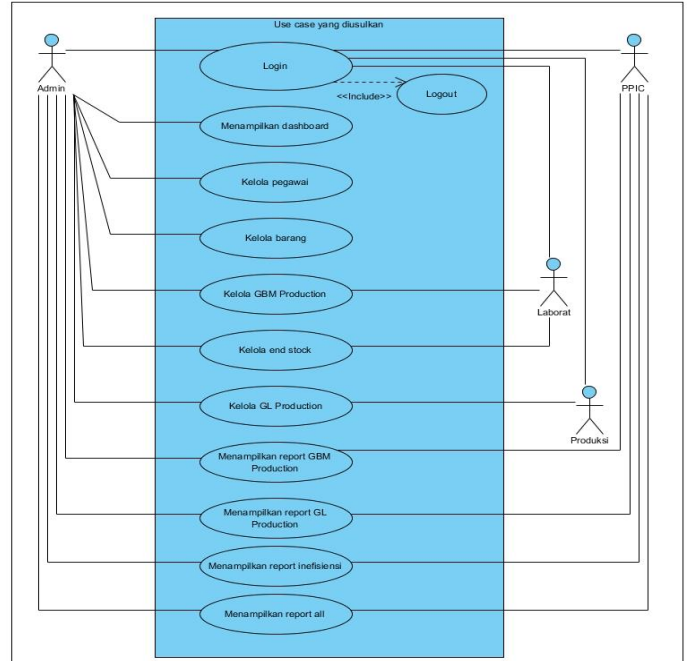 Use case yang diusulkan
Admin
PPIC
Login
<<Include>>
Logout
Menampilkan dashboard
Kelola pegawai
Kelola barang
Kelola GBM Production
Laborat
Kelola end stock
Kelola GL Production
Produksi
Menampilkan report GBM
Production
Menampilkan report GL
Production
Menampilkan report inefisiensi
Menampilkan report all